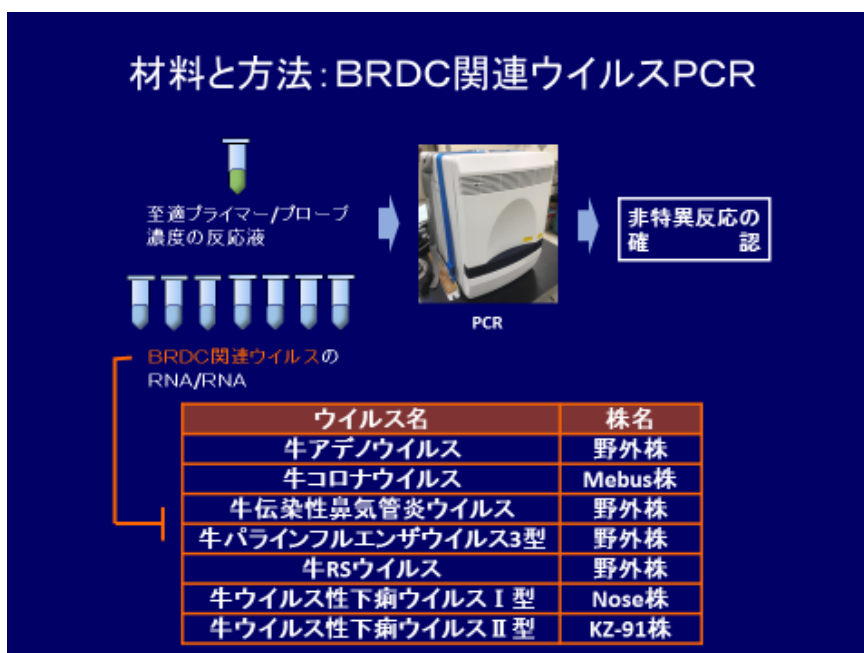 材料と方法：BRDC関連ウイルスPCR
至適プライマー/プローブ
濃度の反応液
PCR
非特異反応の
確　　　認
BRDC関連ウイルスの
RNA/RNA
ウイルス名 株名
牛アデノウイルス 野外株
牛コロナウイルス Mebus株
牛伝染性鼻気管炎ウイルス 野外株
牛パラインフルエンザウイルス3型 野外株
牛RSウイルス 野外株
牛ウイルス性下痢ウイルスⅠ型 Nose株
牛ウイルス性下痢ウイルスⅡ型 KZ-91株